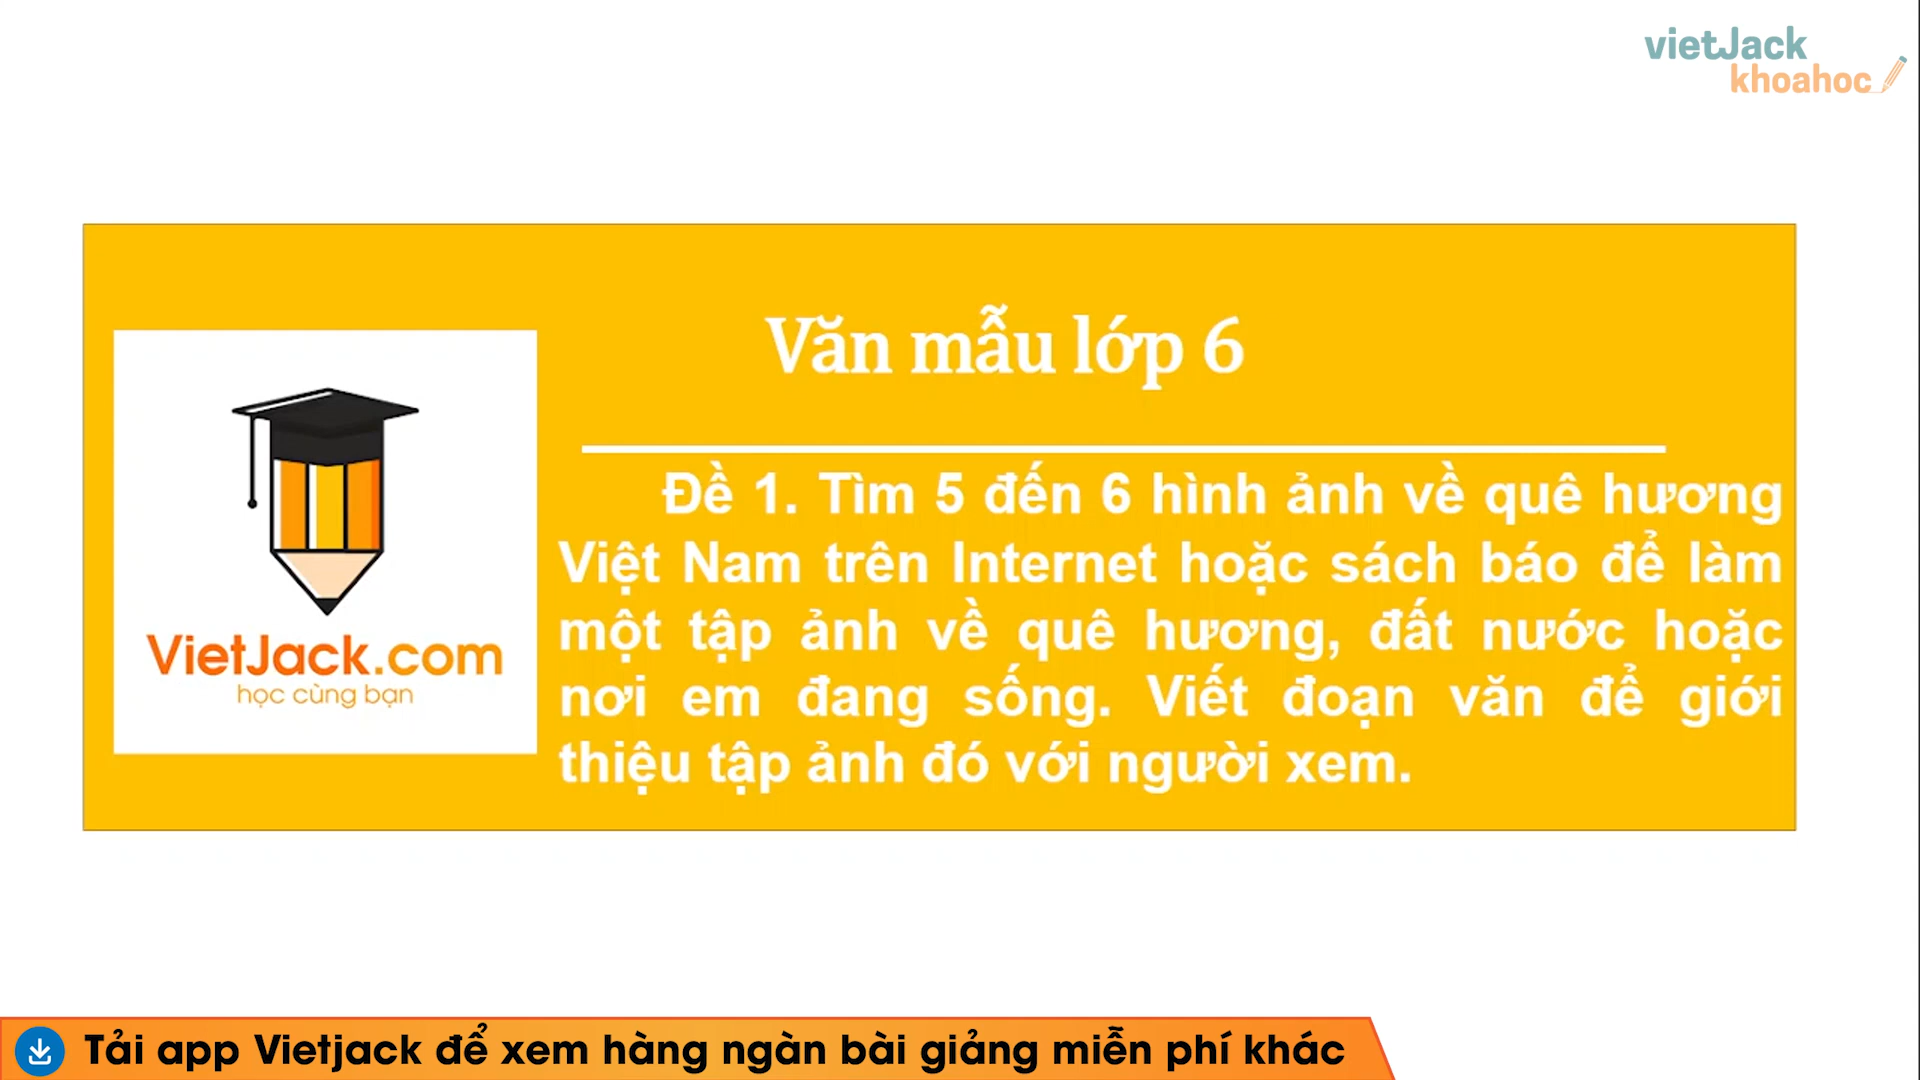 vietJack
khoahoc
Văn mẫu lớp 6
Đề 1. Tìm 5 đến 6 hình ảnh về quê hương
Việt Nam trên Internet hoặc sách báo để làm
một tập ảnh về quê hương, đất nước hoặc
nơi em đang sống. Viết đoạn văn để giới
thiệu tập ảnh đó với người xem.
VietJack.com
học cùng bạn
Tải app Vietjack để xem hàng ngàn bài giảng miễn phí khác